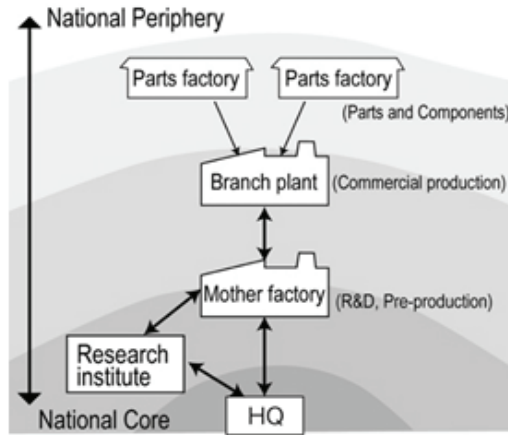 National Periphery
Parts factory
Parts factory
(Parts and Components)
Branch plant
(Commercial production)
Mother factory
(R&D, Pre-production)
Research
institute
National Core
HQ